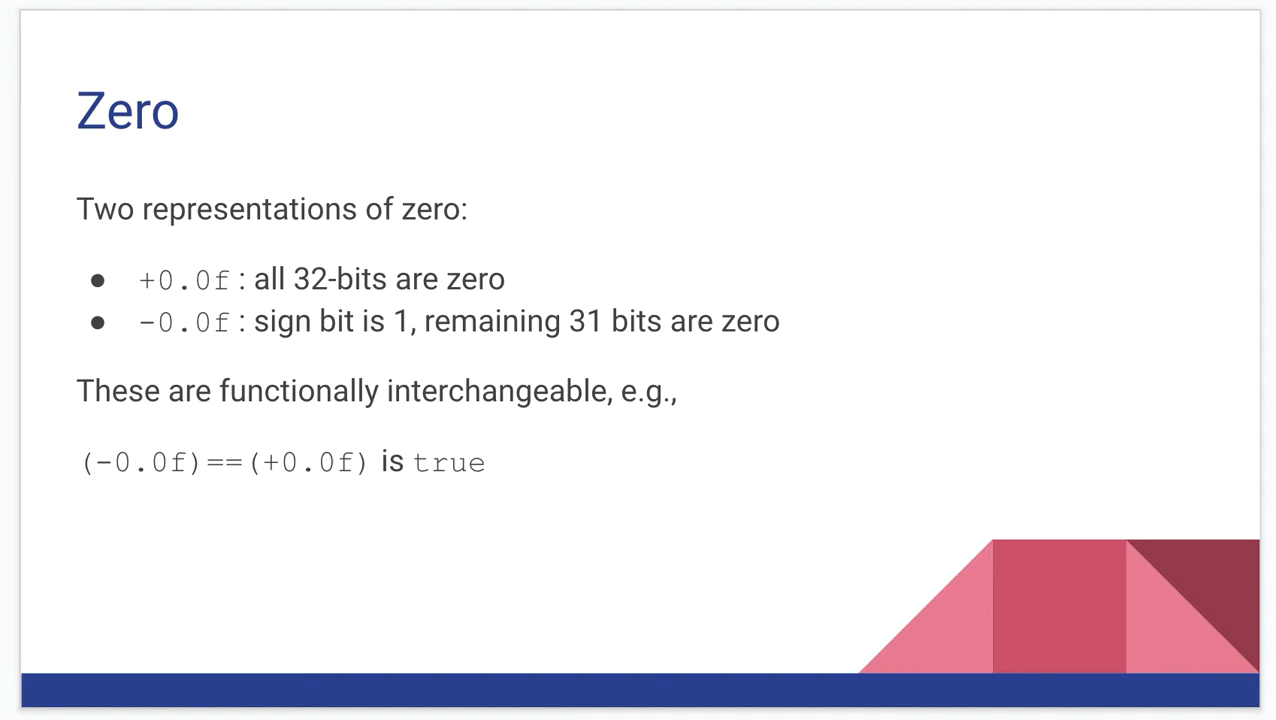 Zero
Two representations of zero:
● +0.0f : all 32-bits are zero
● -0.0f : sign bit is 1, remaining 31 bits are zero
These are functionally interchangeable, e.g.,
(-0.0f)==(+0.0f) is true